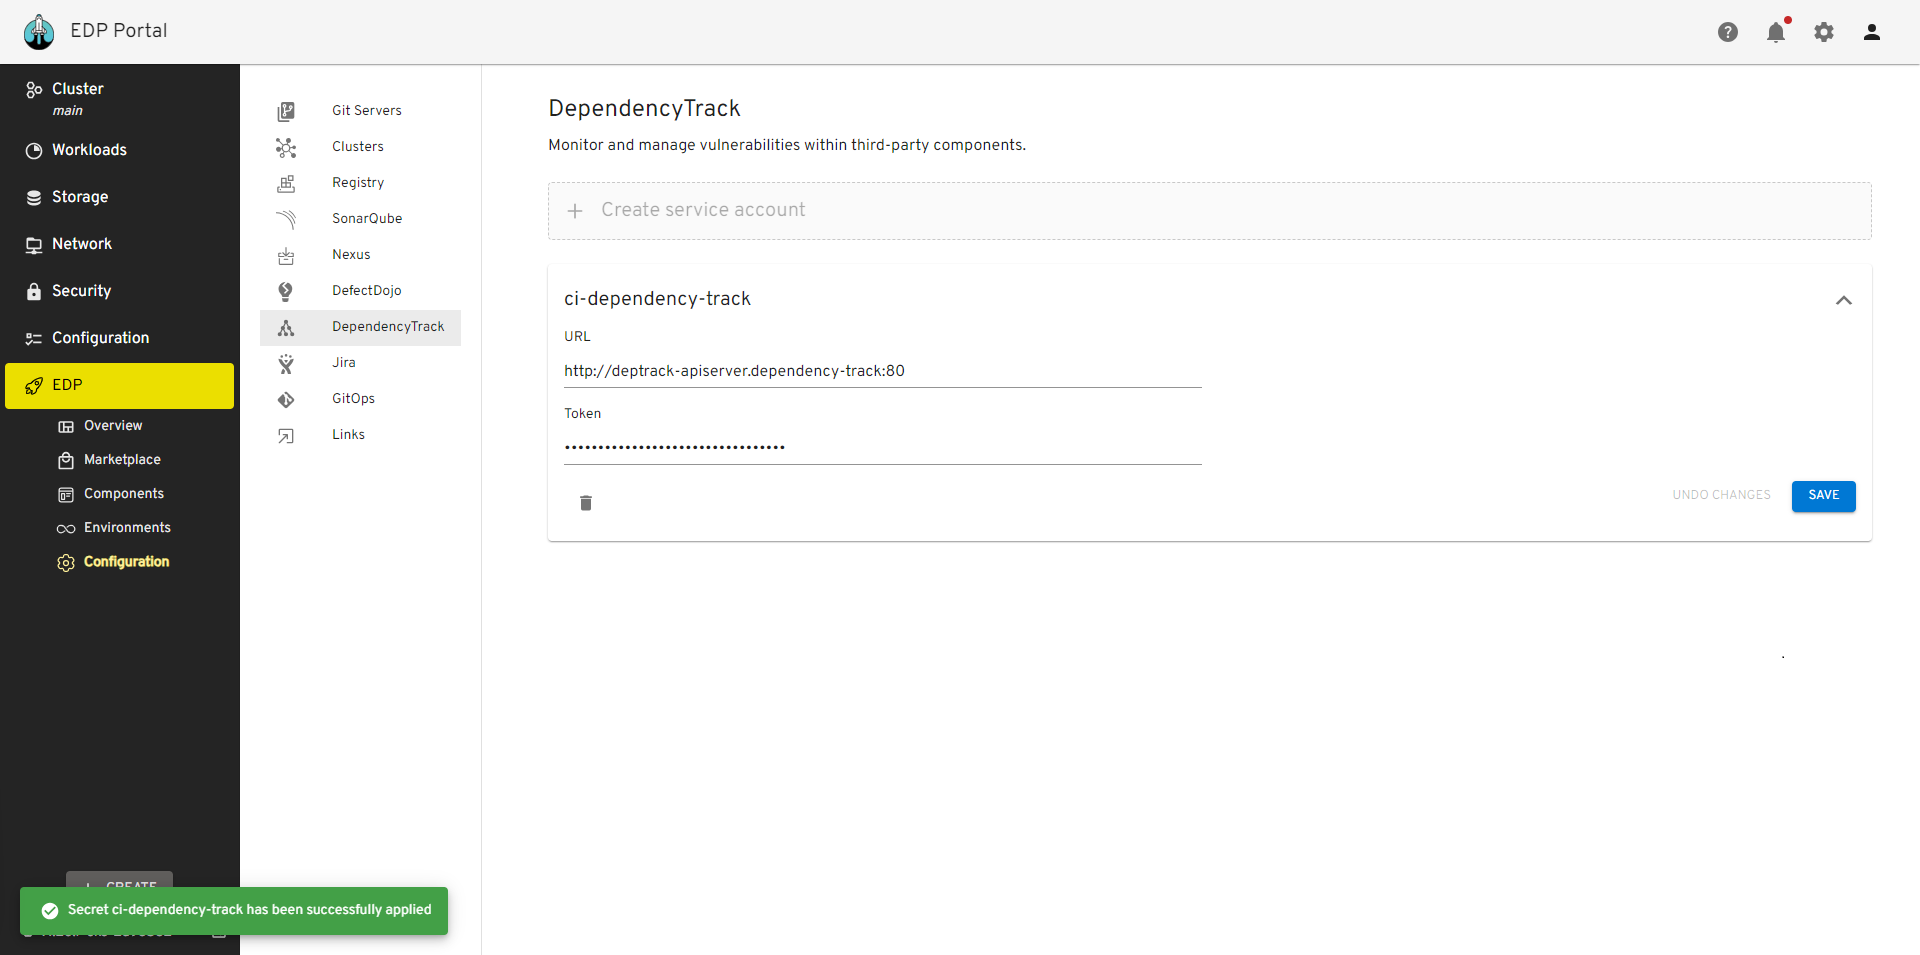 EDP Portal
Cluster
main
Workloads
Storage
Network
Security
Configuration
EDP
Overview
Marketplace
Components
Environments
Configuration
CREATE
Secret ci-dependency-track has been successfully applied
Git Servers
Clusters
Registry
SonarQube
Nexus
DefectDojo
DependencyTrack
Jira
GitOps
Links
DependencyTrack
Monitor and manage vulnerabilities within third-party components.
Create service account
ci-dependency-track
URL
http://deptrack-apiserver.dependency-track:80
Token
•••••••••••••••••••••••••••••••••
UNDO CHANGES
SAVE